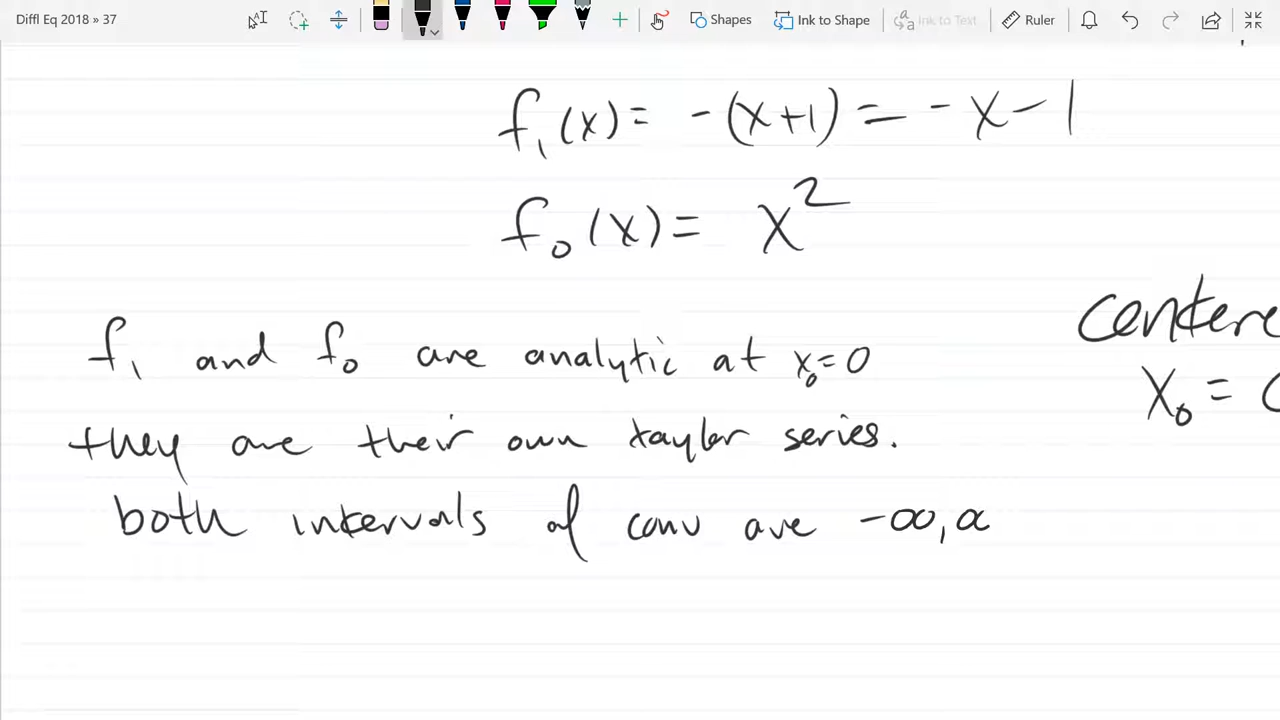 Diffl Eq 2018 » 37
Shapes
Ink to Shape
Ink to Text
Ruler
f₁(x) = -(x+1) = -x-1
f₀(x) = x²
centere
x₀ =
f₁ and f₀ are analytic at x₀=0
they are their own taylor series.
both intervals of conv are -∞,∝